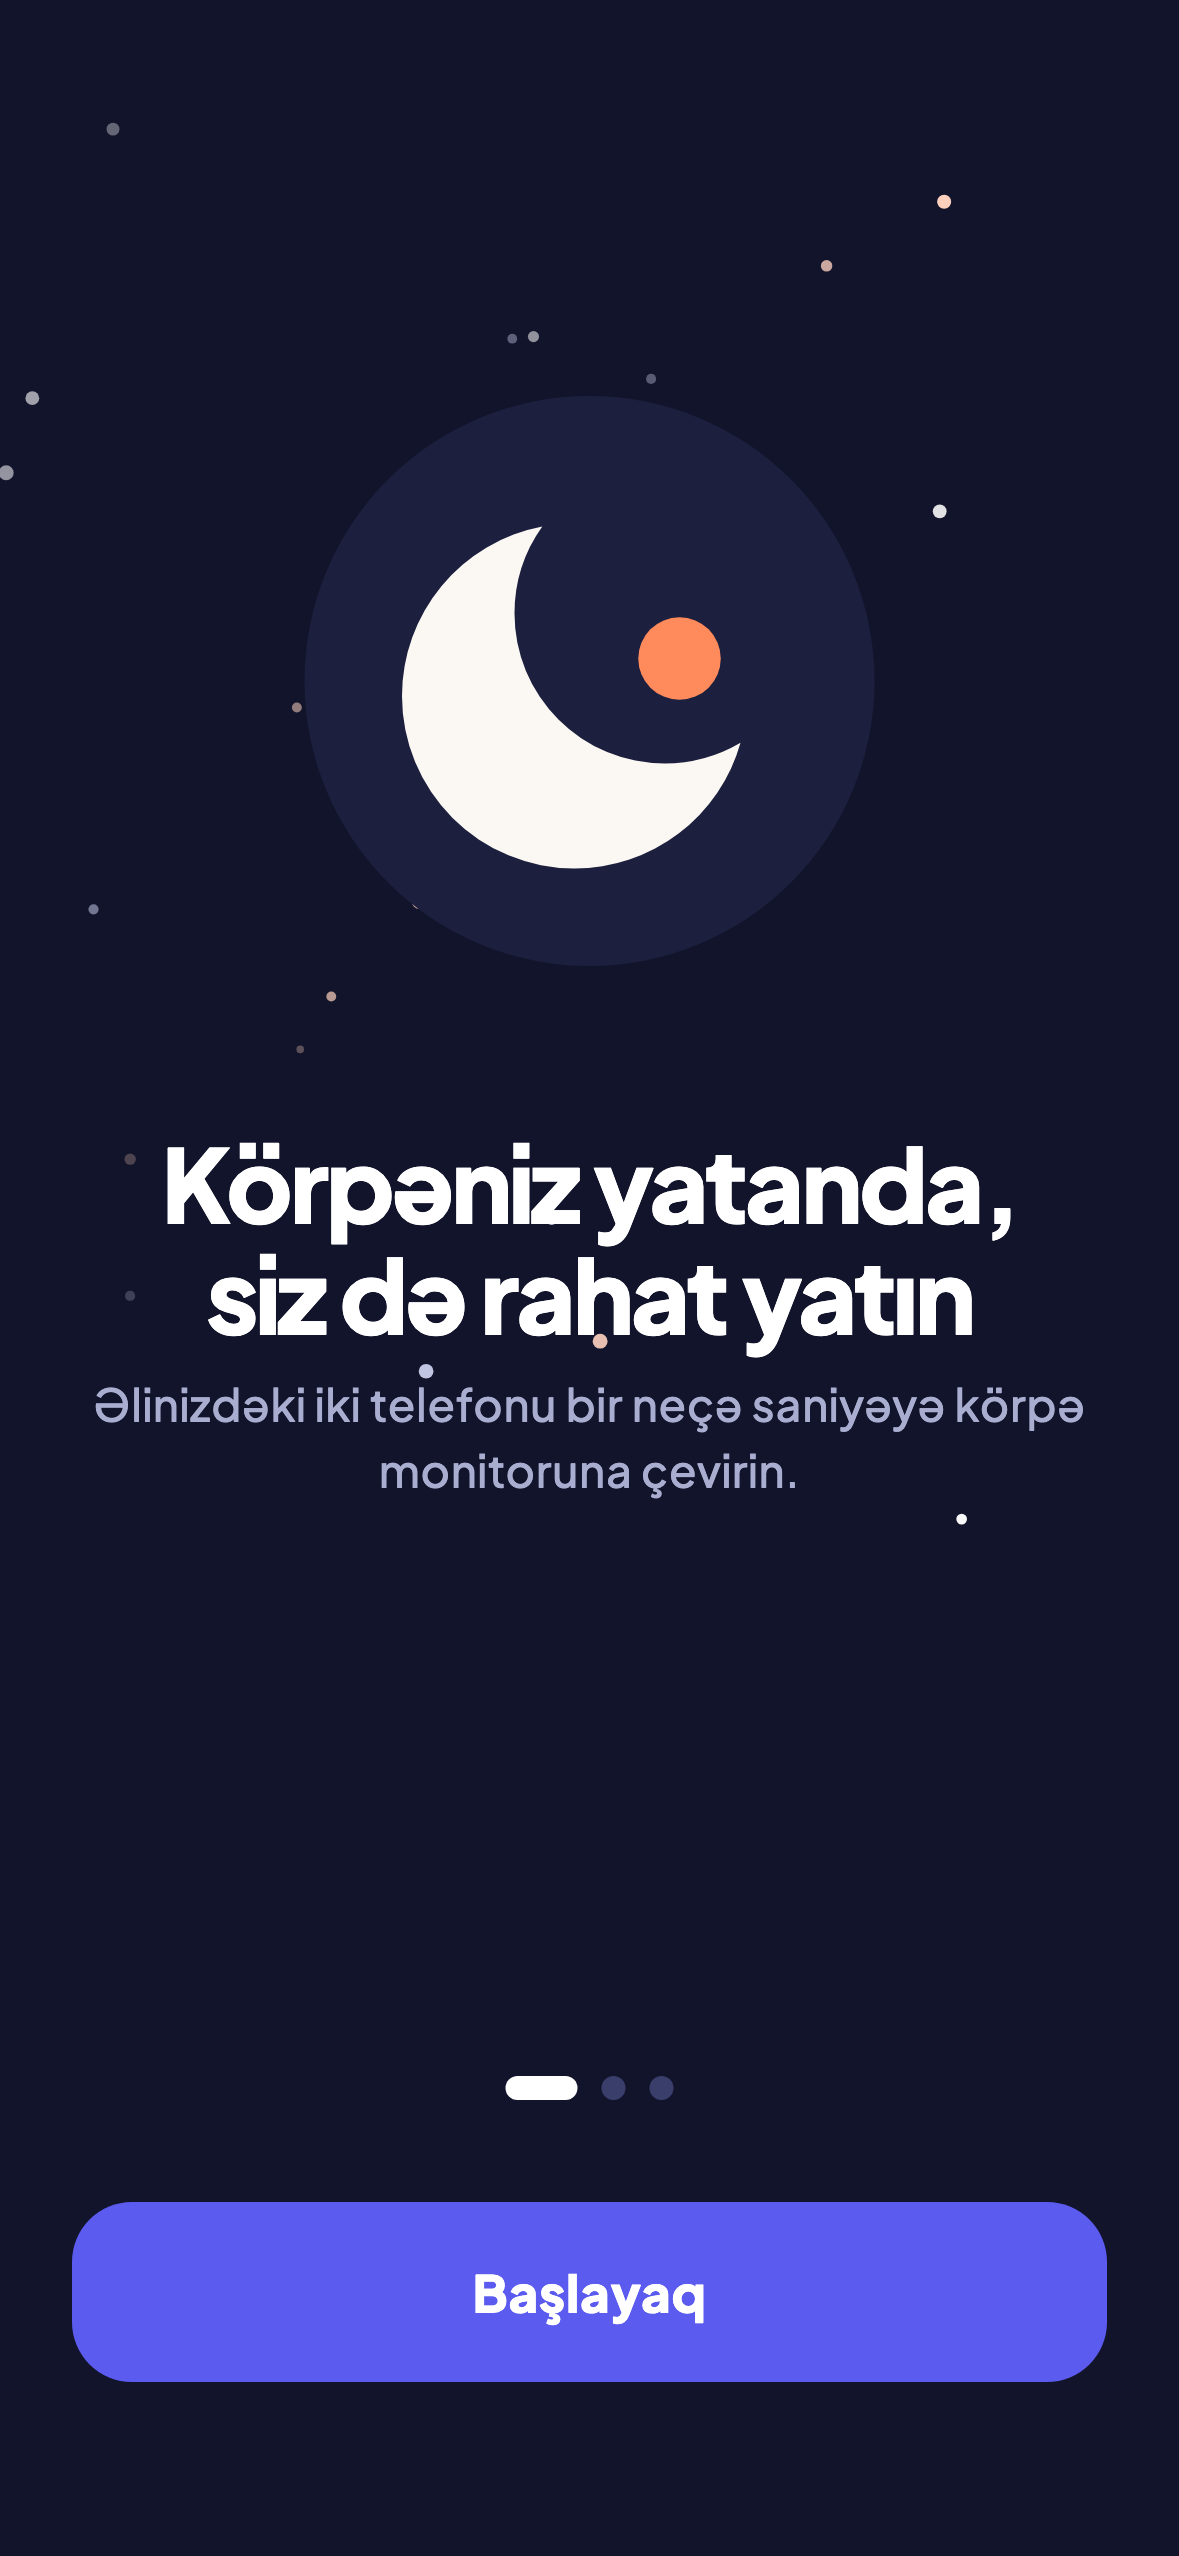 Körpəniz yatanda,
siz də rahat yatın
Əlinizdəki iki telefonu bir neçə saniyəyə körpə
monitoruna çevirin.
Başlayaq